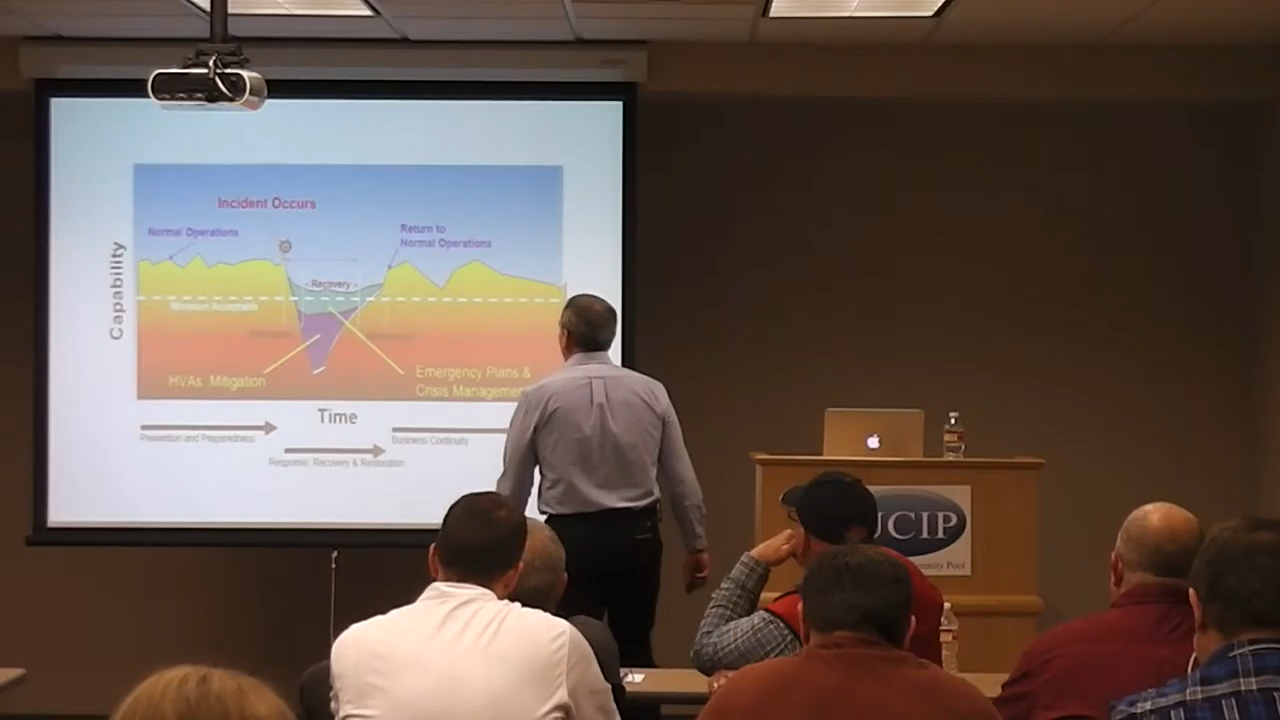 Incident Occurs
Normal Operations
Return to
Normal Operations
Recovery
Minimum Acceptable
Capability
HVAs, Mitigation
Emergency Plans &
Crisis Management
Time
Prevention and Preparedness
Business Continuity
Response, Recovery & Restoration
UCIP
Pool